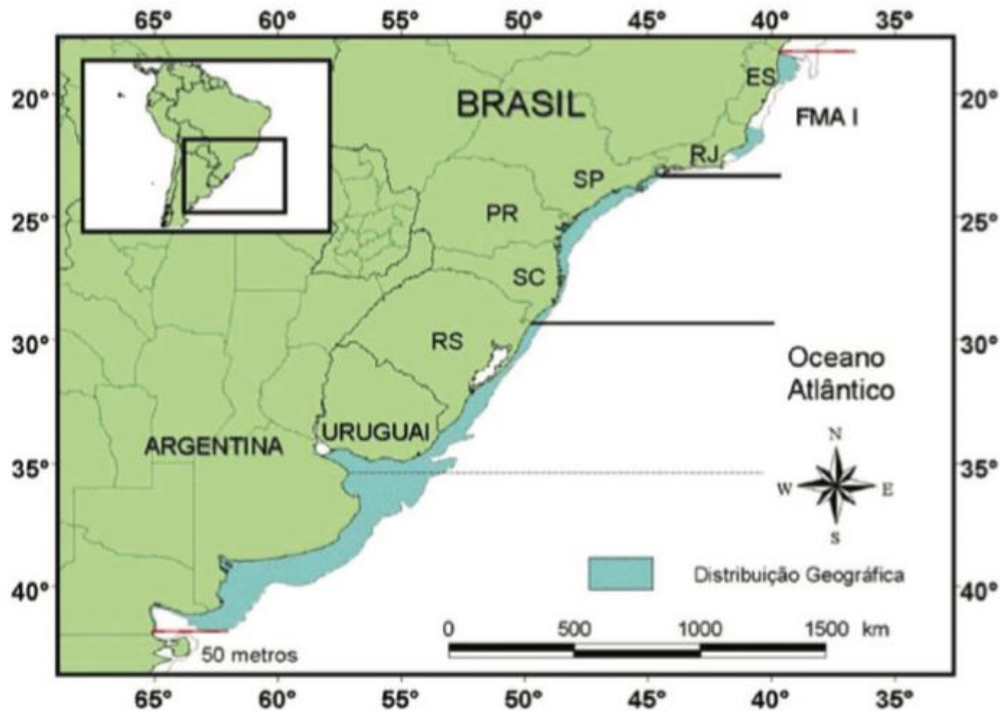 65° 60° 55° 50° 45° 40° 35°
20° 20°
BRASIL
ES
FMA I
RJ
SP
25° 25°
PR
SC
30° 30°
RS
Oceano
Atlântico
ARGENTINA
URUGUAI
N
35° 35°
W E
S
Distribuição Geográfica
40° 40°
0 500 1000 1500 km
50 metros
65° 60° 55° 50° 45° 40° 35°